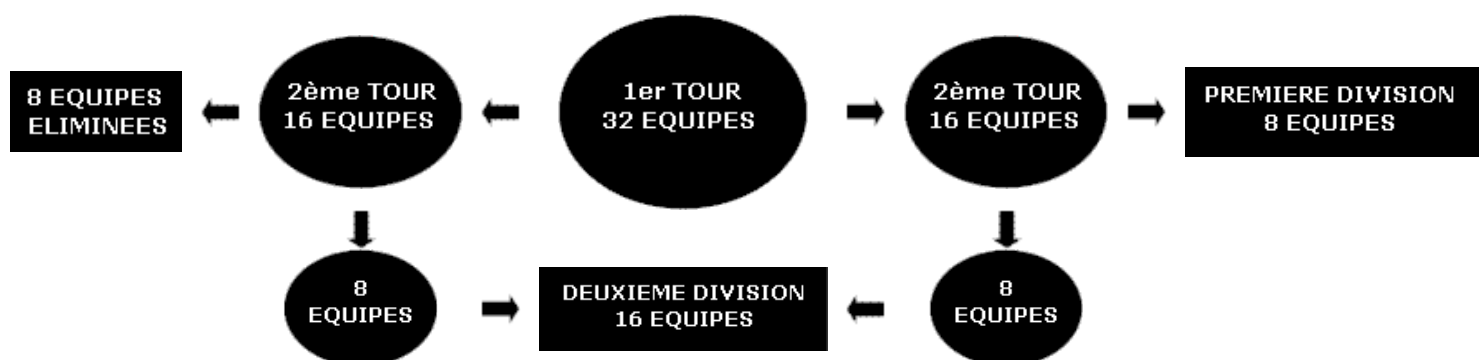 8 EQUIPES
ELIMINEES
2ème TOUR
16 EQUIPES
1er TOUR
32 EQUIPES
2ème TOUR
16 EQUIPES
PREMIERE DIVISION
8 EQUIPES
8
EQUIPES
DEUXIEME DIVISION
16 EQUIPES
8
EQUIPES